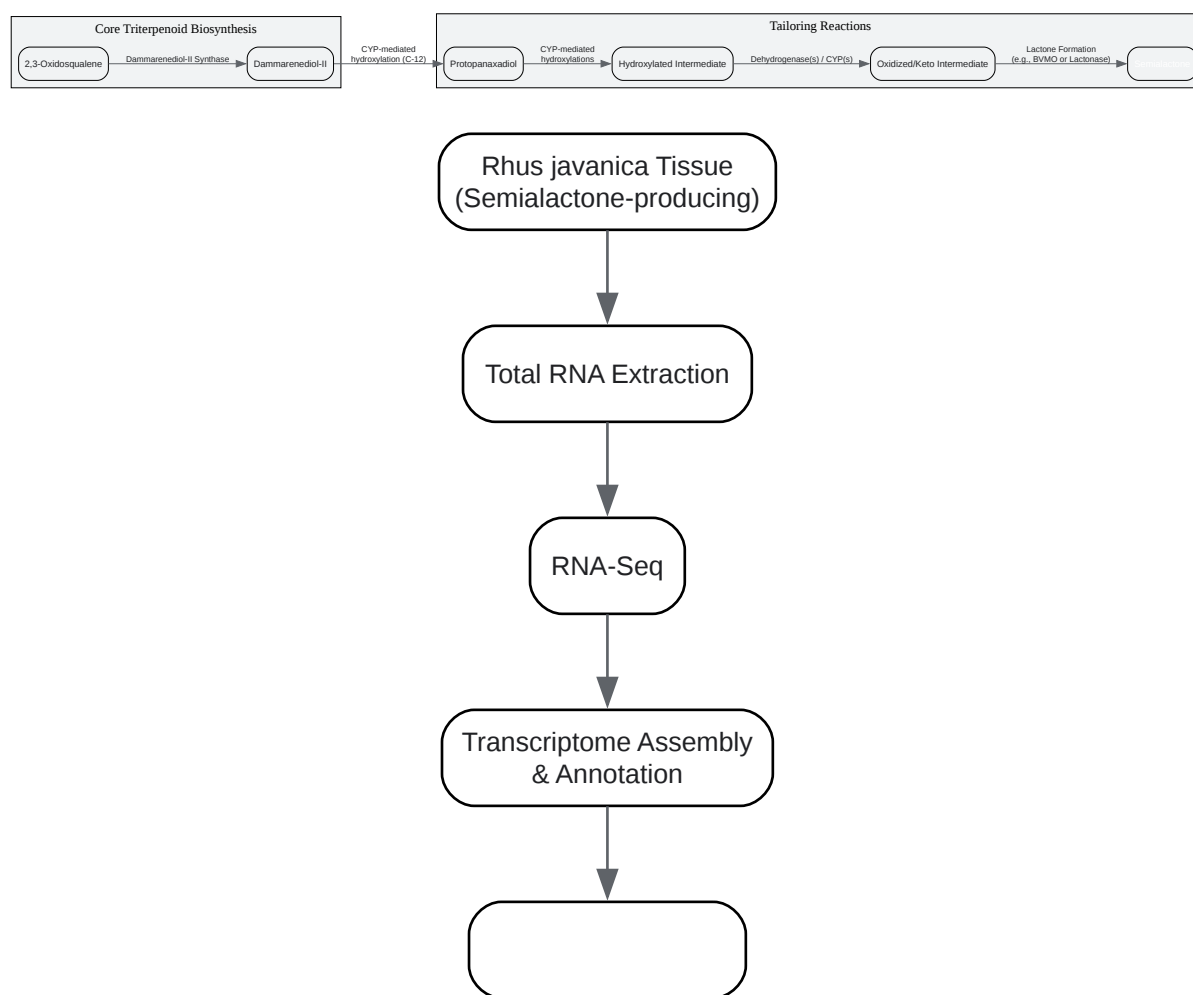 Core Triterpenoid Biosynthesis
Tailoring Reactions
2,3-Oxidosqualene
Dammarenediol-II Synthase
Dammarenediol-II
CYP-mediated
hydroxylation (C-12)
Protopanaxadiol
CYP-mediated
hydroxylations
Hydroxylated Intermediate
Dehydrogenase(s) / CYP(s)
Oxidized/Keto Intermediate
Lactone Formation
(e.g., BVMO or Lactonase)
Rhus javanica Tissue
(Semialactone-producing)
Total RNA Extraction
RNA-Seq
Transcriptome Assembly
& Annotation